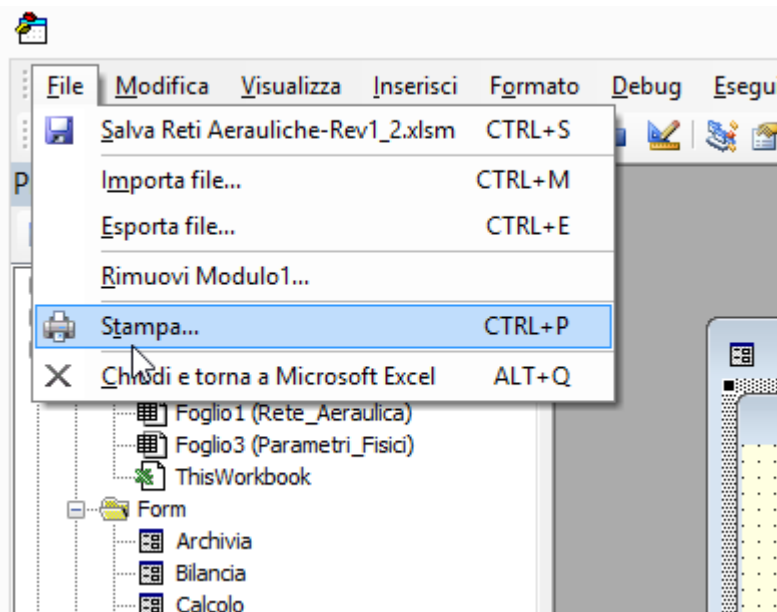 File Modifica Visualizza Inserisci Formato Debug Esegui
Salva Reti Aerauliche-Rev1_2.xlsm CTRL+S
Importa file... CTRL+M
Esporta file... CTRL+E
Rimuovi Modulo1...
Stampa... CTRL+P
Chiudi e torna a Microsoft Excel ALT+Q
Foglio1 (Rete_Aeraulica)
Foglio3 (Parametri_Fisici)
ThisWorkbook
Form
Archivia
Bilancia
Calcolo